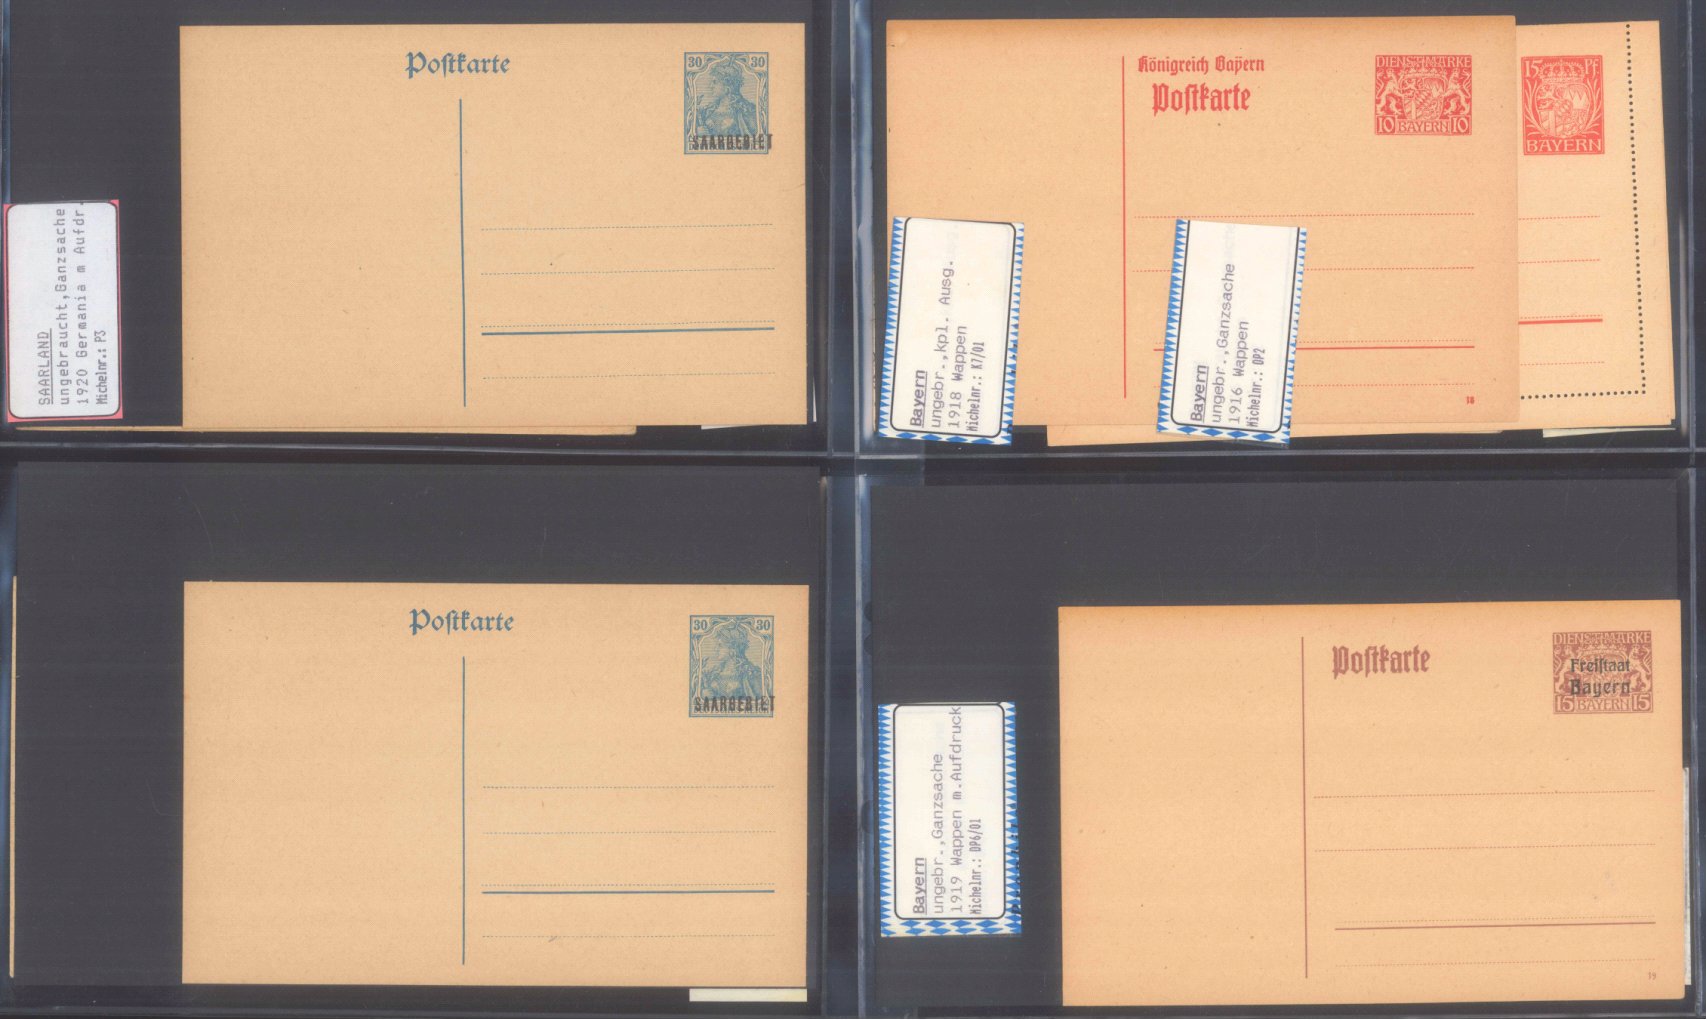 Postkarte
30 30
SAARGEBIET
SAARLAND
ungebraucht,Ganzsache
1920 Germania m Aufdr.
Michelnr.: P3
Königreich Bayern
Postkarte
DIENSTMARKE
10 BAYERN 10
18
15 Pf
BAYERN
Bayern
ungebr.,kpl. Ausg.
1918 Wappen
Michelnr.: K7/01
Bayern
ungebr.,Ganzsache
1916 Wappen
Michelnr.: DP2
Postkarte
30 30
SAARGEBIET
Bayern
ungebr.,Ganzsache
1919 Wappen m.Aufdruck
Michelnr.: DP6/01
Postkarte
DIENSTMARKE
Freistaat
Bayern
15 BAYERN 15
19